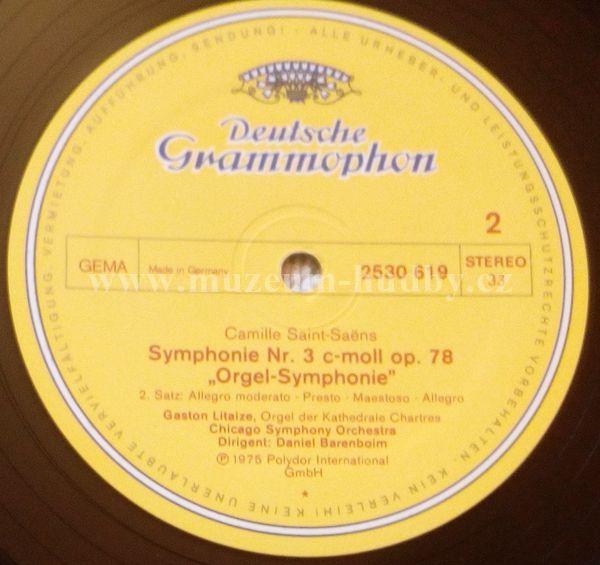 Deutsche
Grammophon
2
GEMA
Made in Germany
2530 619
STEREO
33
www.muzeum-hudby.cz
Camille Saint-Saëns
Symphonie Nr. 3 c-moll op. 78
„Orgel-Symphonie”
2. Satz: Allegro moderato · Presto · Maestoso · Allegro
Gaston Litaize, Orgel der Kathedrale Chartres
Chicago Symphony Orchestra
Dirigent: Daniel Barenboim
Ⓟ 1975 Polydor International
GmbH
*
ALLE URHEBER- UND LEISTUNGSSCHUTZRECHTE VORBEHALTEN. KEIN VERLEIH! KEINE UNERLAUBTE VERVIELFÄLTIGUNG, VERMIETUNG, AUFFÜHRUNG, SENDUNG!